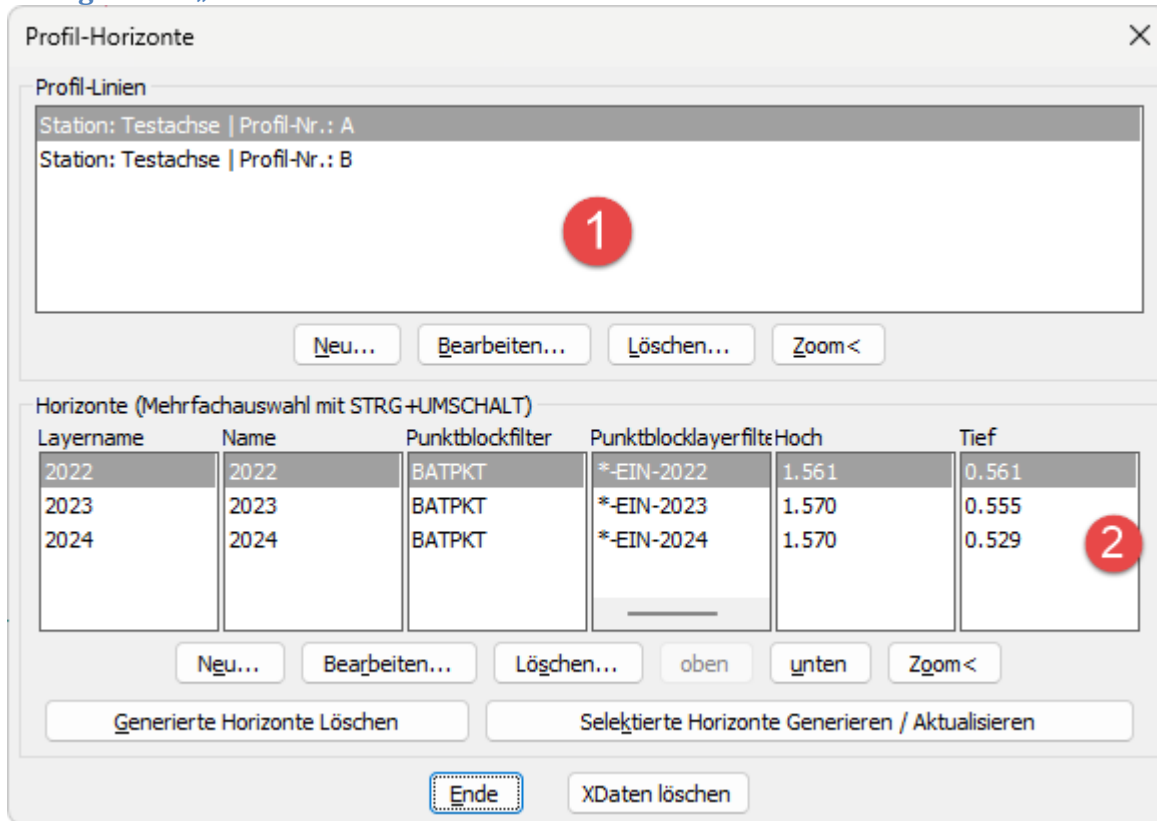 Profil-Horizonte
Profil-Linien
Station: Testachse | Profil-Nr.: A
Station: Testachse | Profil-Nr.: B
1
Neu... Bearbeiten... Löschen... Zoom<
Horizonte (Mehrfachauswahl mit STRG+UMSCHALT)
Layername Name Punktblockfilter Punktblocklayerfilte Hoch Tief
2022 2022 BATPKT *-EIN-2022 1.561 0.561
2023 2023 BATPKT *-EIN-2023 1.570 0.555
2024 2024 BATPKT *-EIN-2024 1.570 0.529
2
Neu... Bearbeiten... Löschen... oben unten Zoom<
Generierte Horizonte Löschen Selektierte Horizonte Generieren / Aktualisieren
Ende XDaten löschen